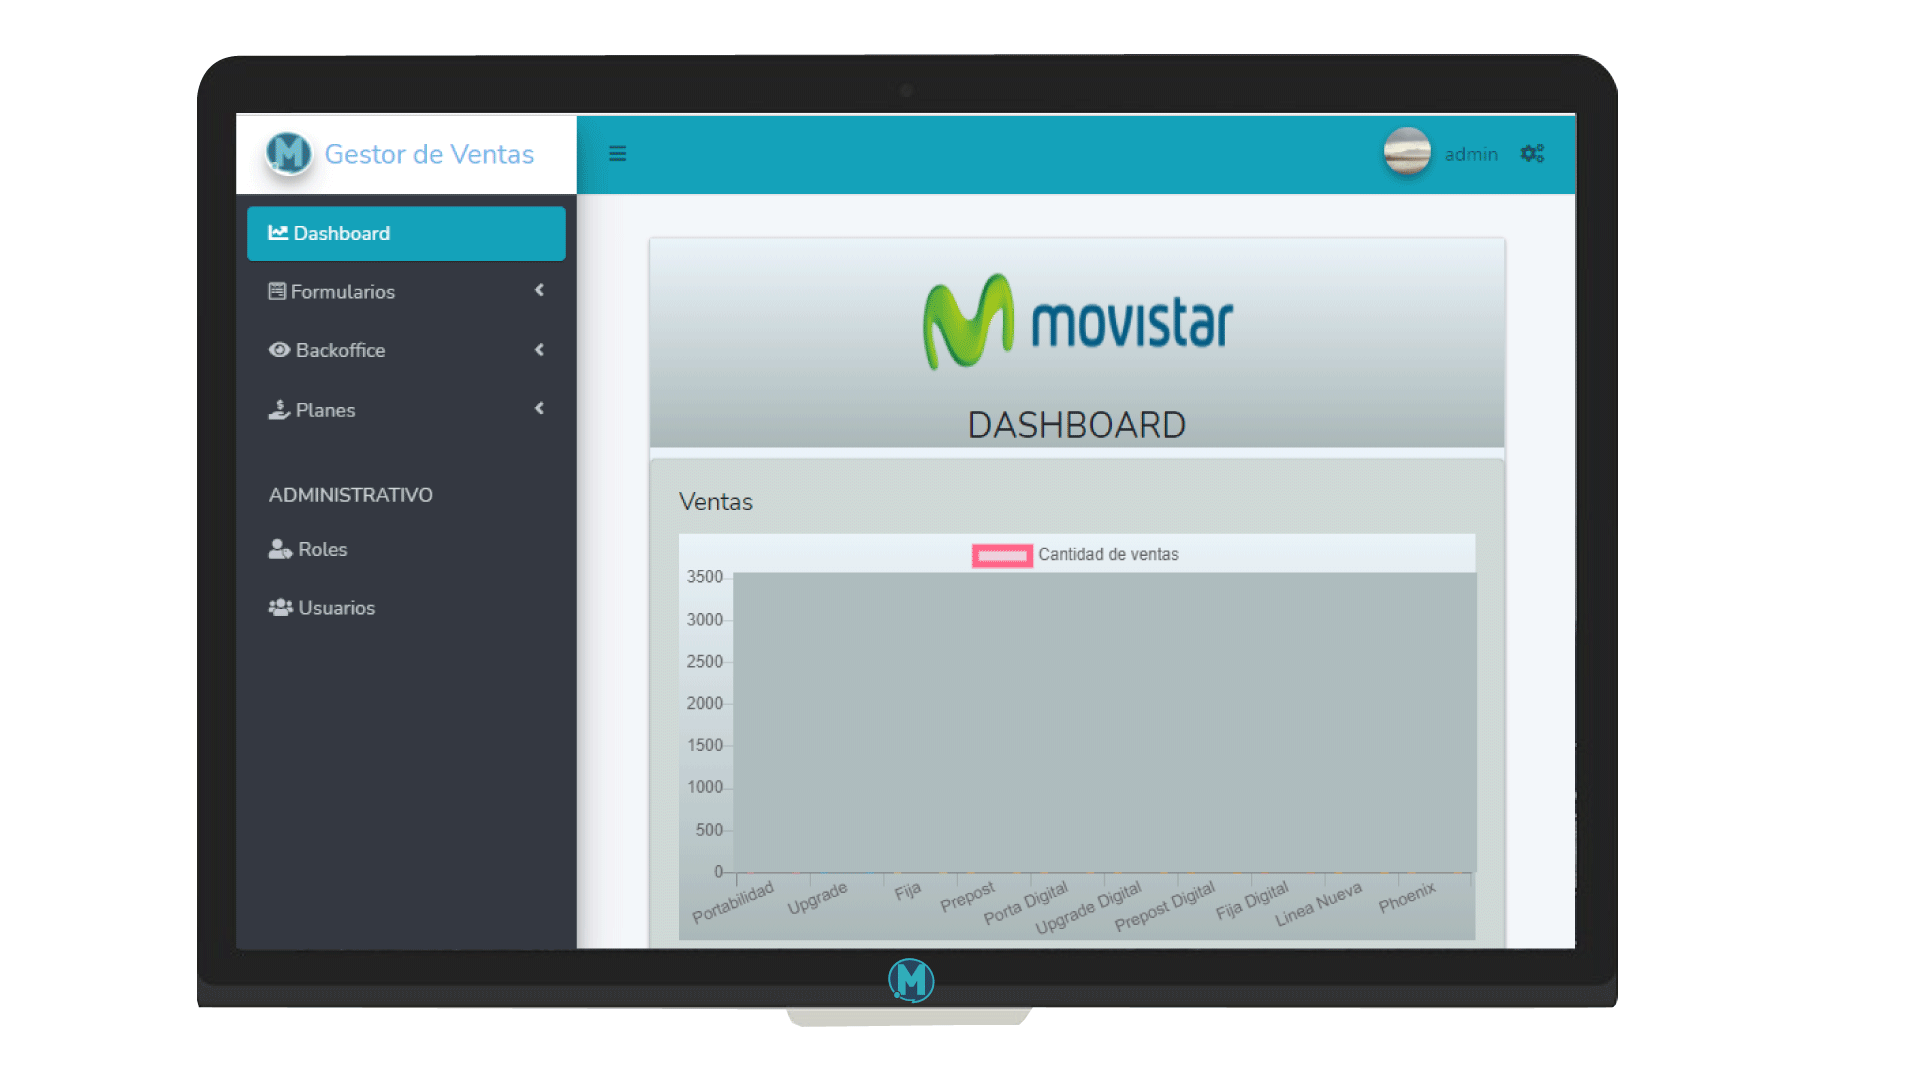 Gestor de Ventas
admin
Dashboard
Formularios
Backoffice
Planes
ADMINISTRATIVO
Roles
Usuarios
movistar
DASHBOARD
Ventas
Cantidad de ventas
3500
3000
2500
2000
1500
1000
500
0
Portabilidad
Upgrade
Fija
Prepost
Porta Digital
Upgrade Digital
Prepost Digital
Fija Digital
Linea Nueva
Phoenix
M